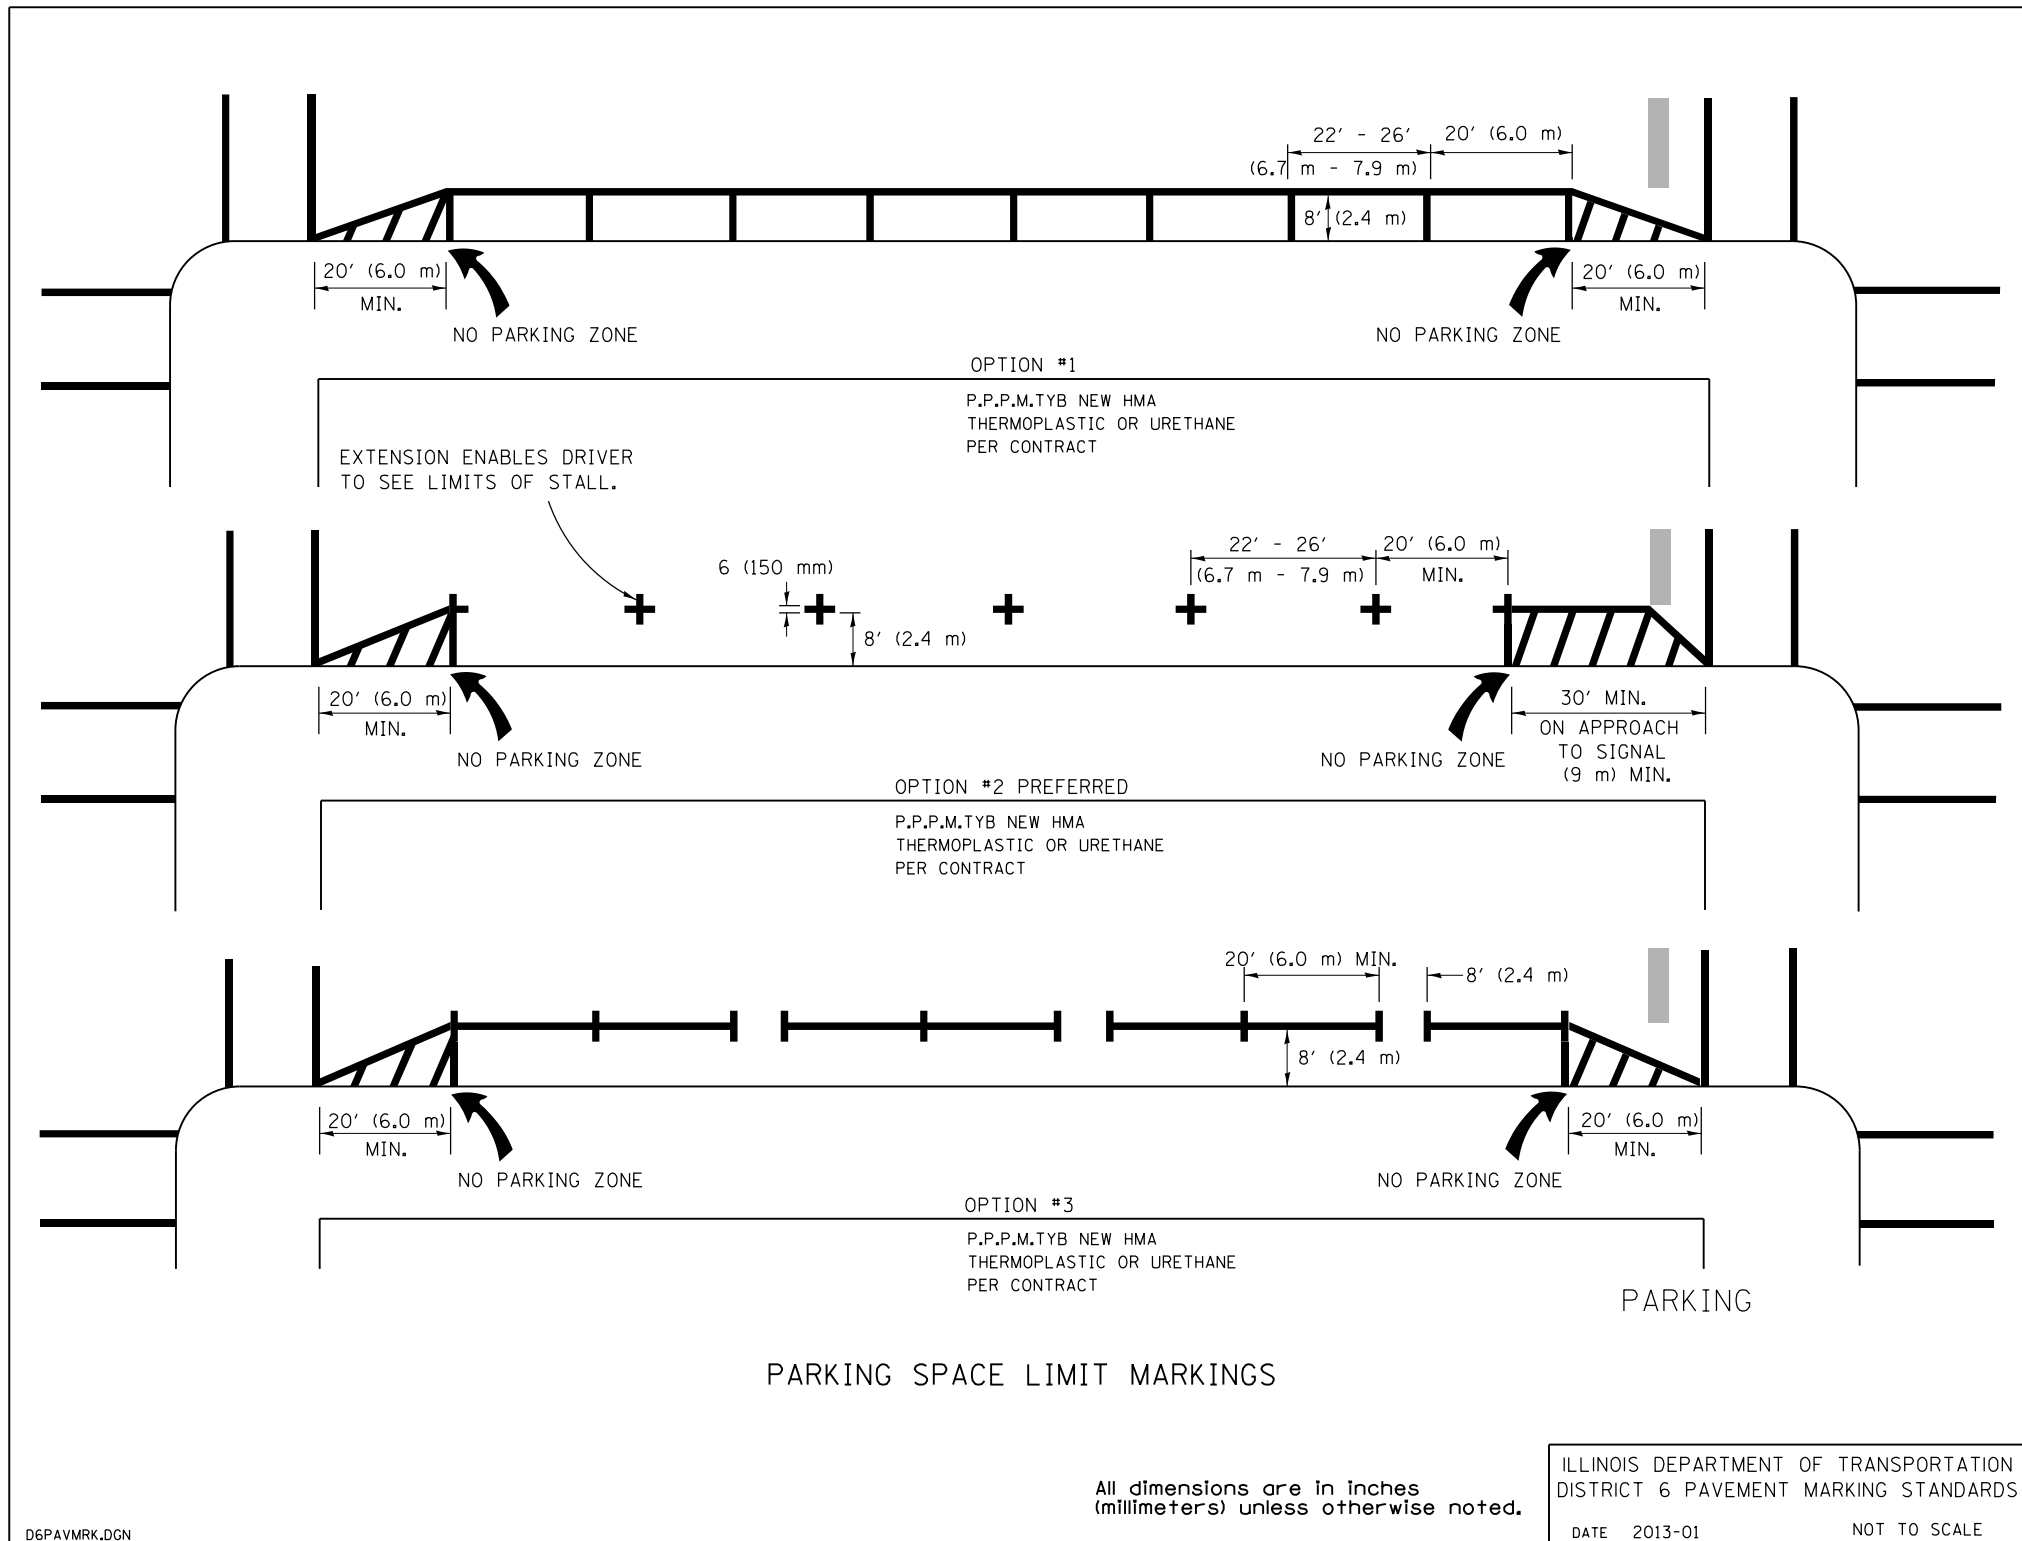 22' - 26'
20' (6.0 m)
(6.7 m - 7.9 m)
8' (2.4 m)
20' (6.0 m)
MIN.
20' (6.0 m)
MIN.
NO PARKING ZONE
NO PARKING ZONE
OPTION #1
P.P.P.M.TYB NEW HMA
THERMOPLASTIC OR URETHANE
PER CONTRACT
EXTENSION ENABLES DRIVER
TO SEE LIMITS OF STALL.
22' - 26'
20' (6.0 m)
6 (150 mm)
(6.7 m - 7.9 m)
MIN.
8' (2.4 m)
20' (6.0 m)
MIN.
30' MIN.
ON APPROACH
TO SIGNAL
(9 m) MIN.
NO PARKING ZONE
NO PARKING ZONE
OPTION #2 PREFERRED
P.P.P.M.TYB NEW HMA
THERMOPLASTIC OR URETHANE
PER CONTRACT
20' (6.0 m) MIN.
8' (2.4 m)
8' (2.4 m)
20' (6.0 m)
MIN.
20' (6.0 m)
MIN.
NO PARKING ZONE
NO PARKING ZONE
OPTION #3
P.P.P.M.TYB NEW HMA
THERMOPLASTIC OR URETHANE
PER CONTRACT
PARKING
PARKING SPACE LIMIT MARKINGS
All dimensions are in inches
(millimeters) unless otherwise noted.
ILLINOIS DEPARTMENT OF TRANSPORTATION
DISTRICT 6 PAVEMENT MARKING STANDARDS
DATE 2013-01
NOT TO SCALE
D6PAVMRK.DGN